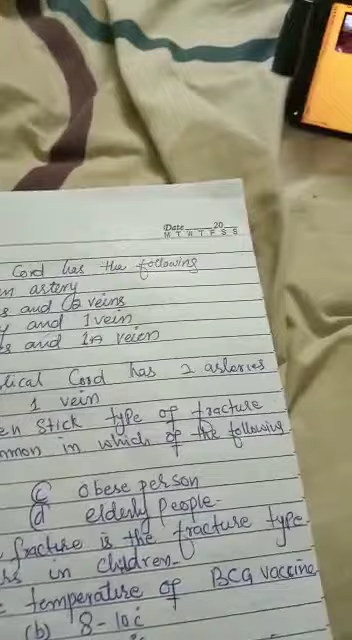 Date 20
M T W T F S S
Cord has the following
en artery
s and veins
y and 1 vein
s and vein
lical Cord has 2 arteries
1 vein
en stick type of fracture
mmon in which of the following
(c obese person
(d elderly people.
fracture is the fracture type
rs in children.
temperature of BCG vaccine
(b) 8-10c